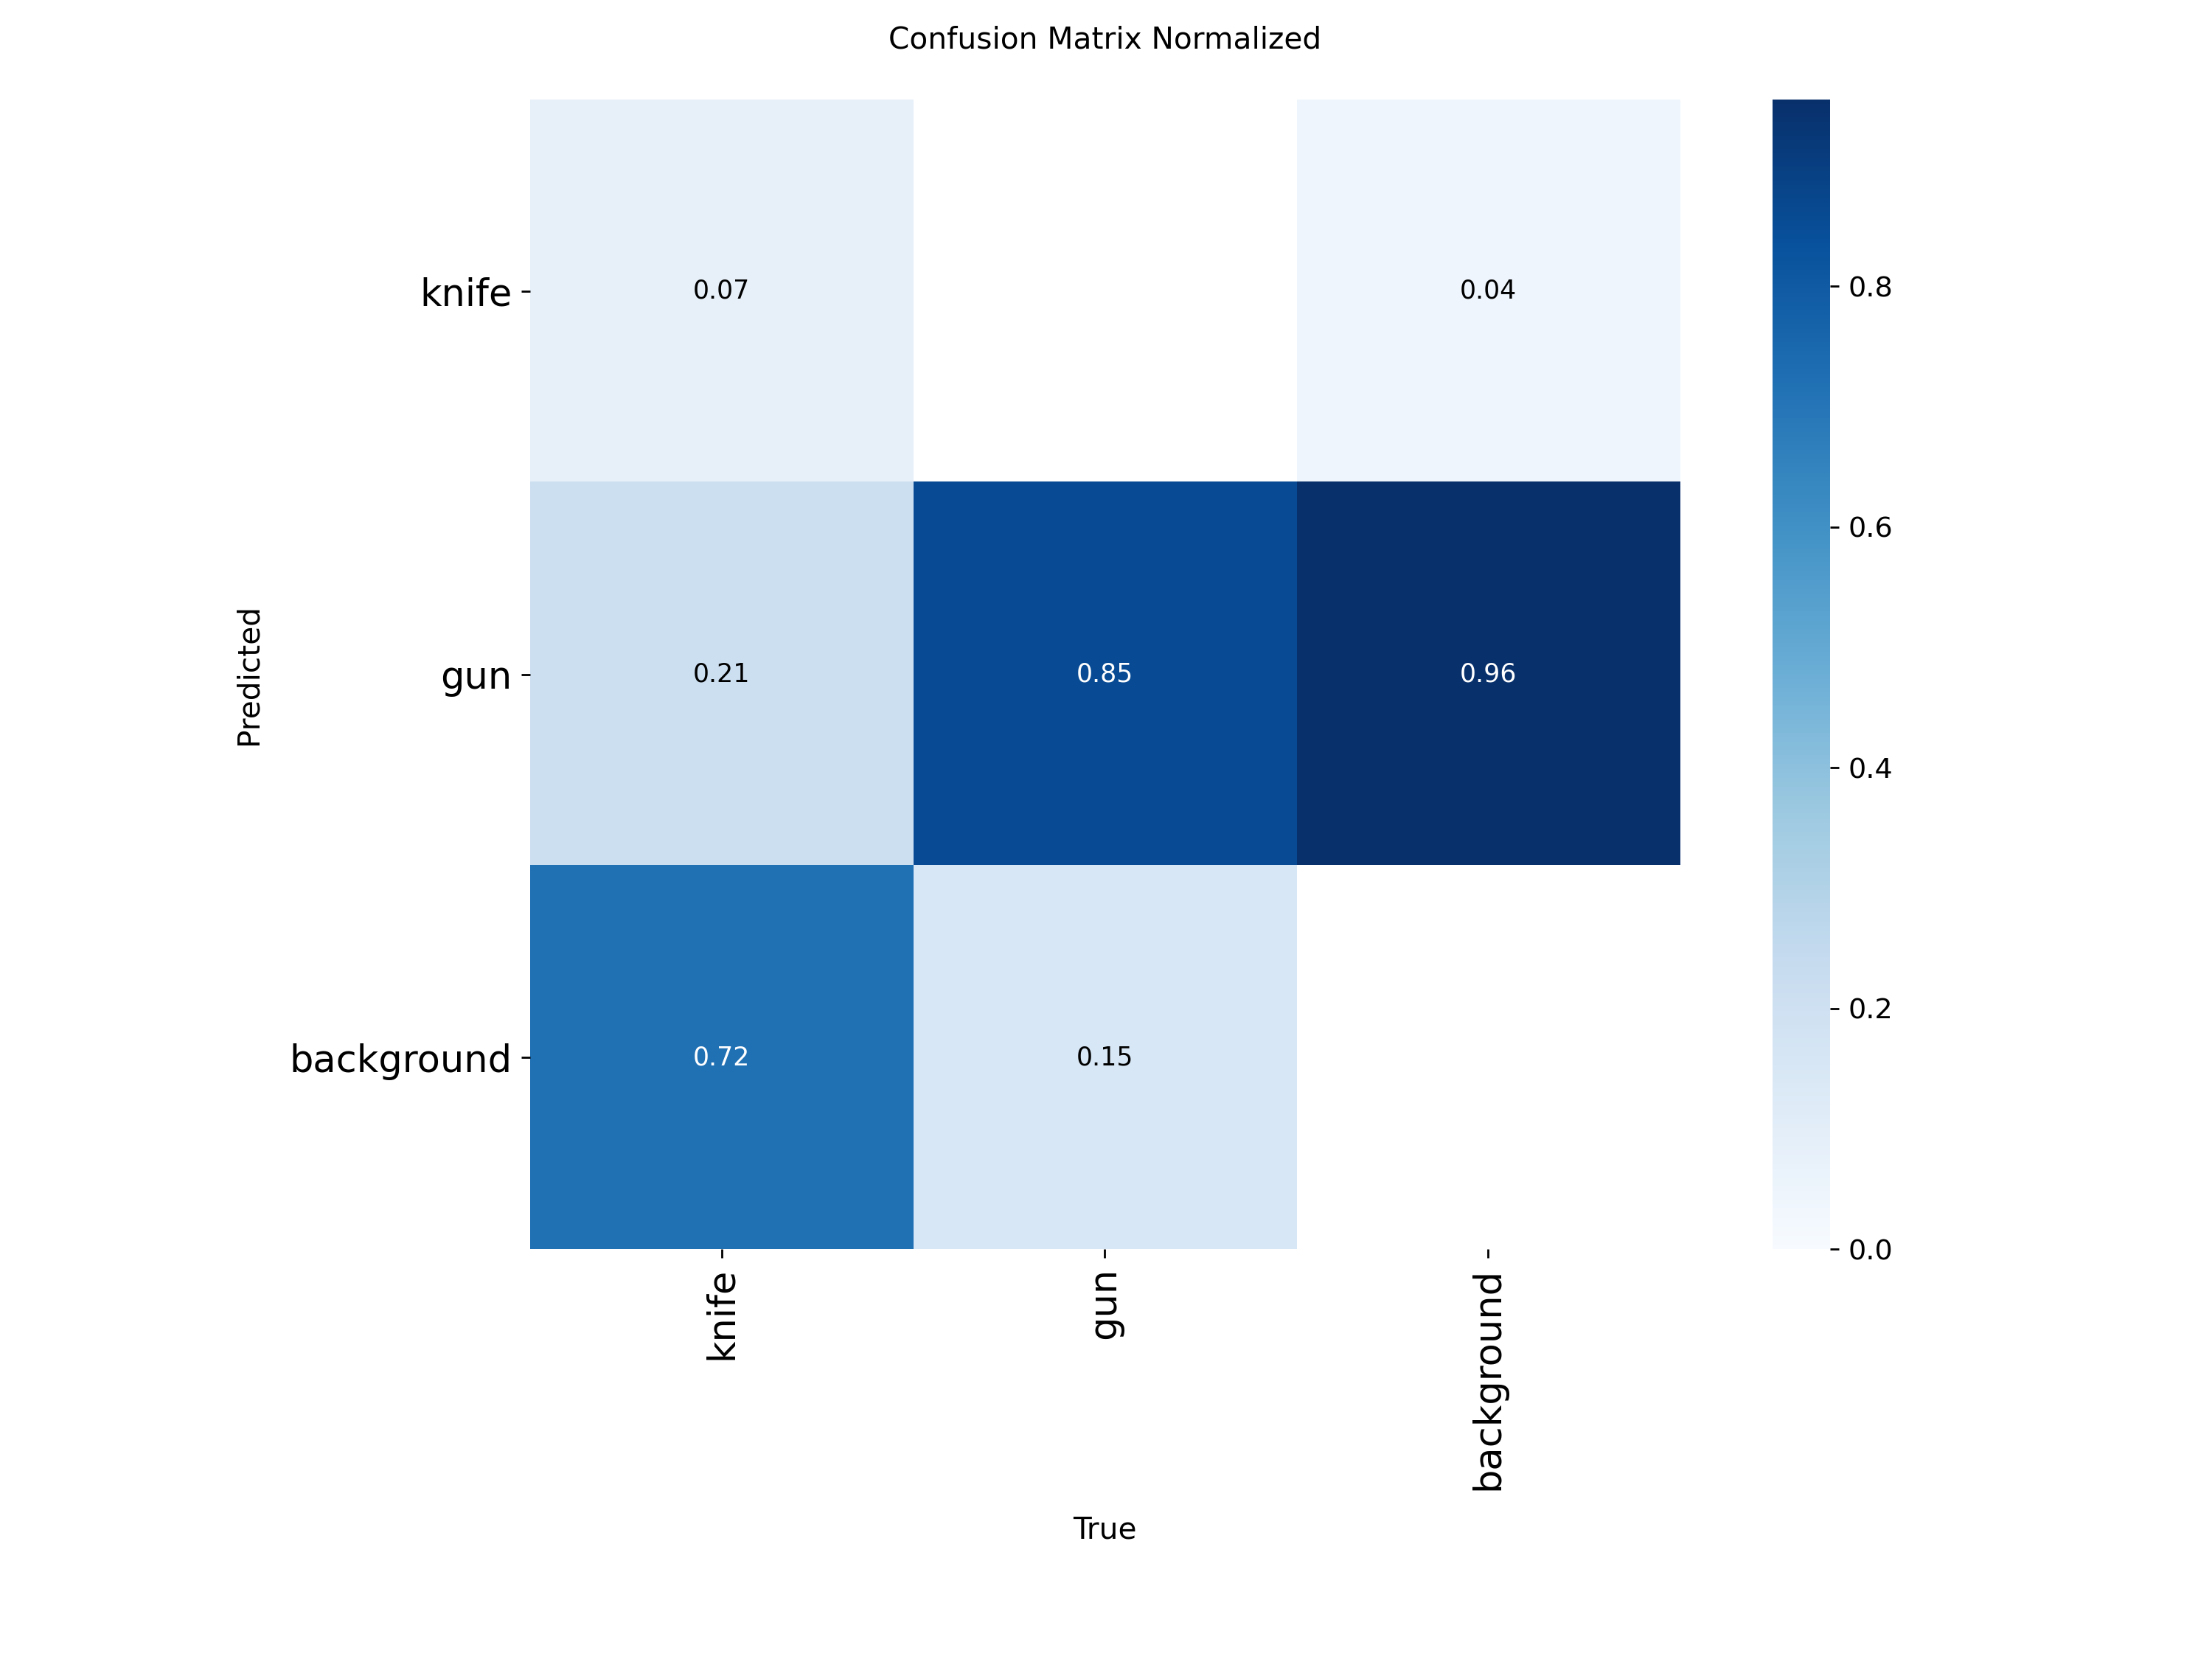 Confusion Matrix Normalized
knife
0.07
0.04
gun
0.21
0.85
0.96
background
0.72
0.15
Predicted
knife
gun
background
True
0.8
0.6
0.4
0.2
0.0